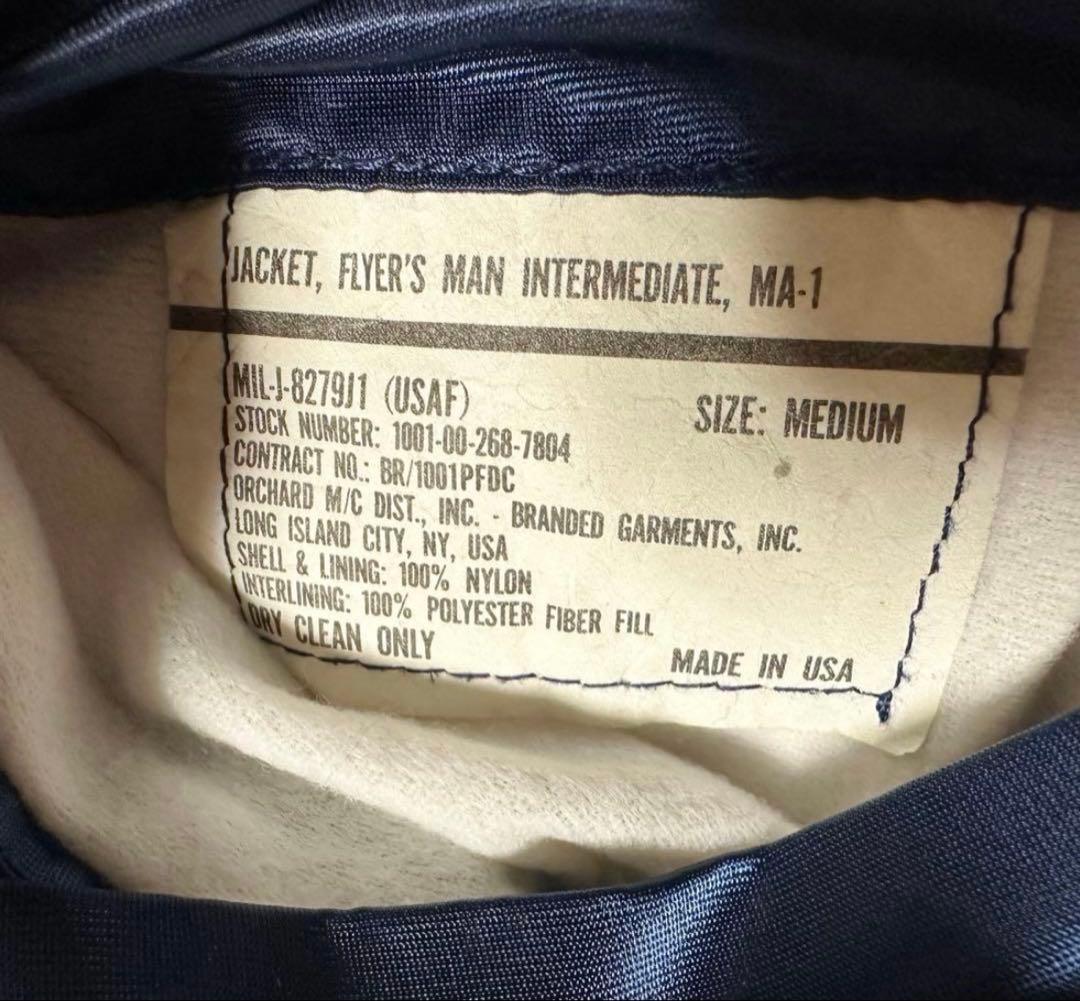 JACKET, FLYER'S MAN INTERMEDIATE, MA-1
MIL-J-8279J1 (USAF)
SIZE: MEDIUM
STOCK NUMBER: 1001-00-268-7804
CONTRACT NO.: BR/1001PFDC
ORCHARD M/C DIST., INC. - BRANDED GARMENTS, INC.
LONG ISLAND CITY, NY, USA
SHELL & LINING: 100% NYLON
INTERLINING: 100% POLYESTER FIBER FILL
DRY CLEAN ONLY
MADE IN USA